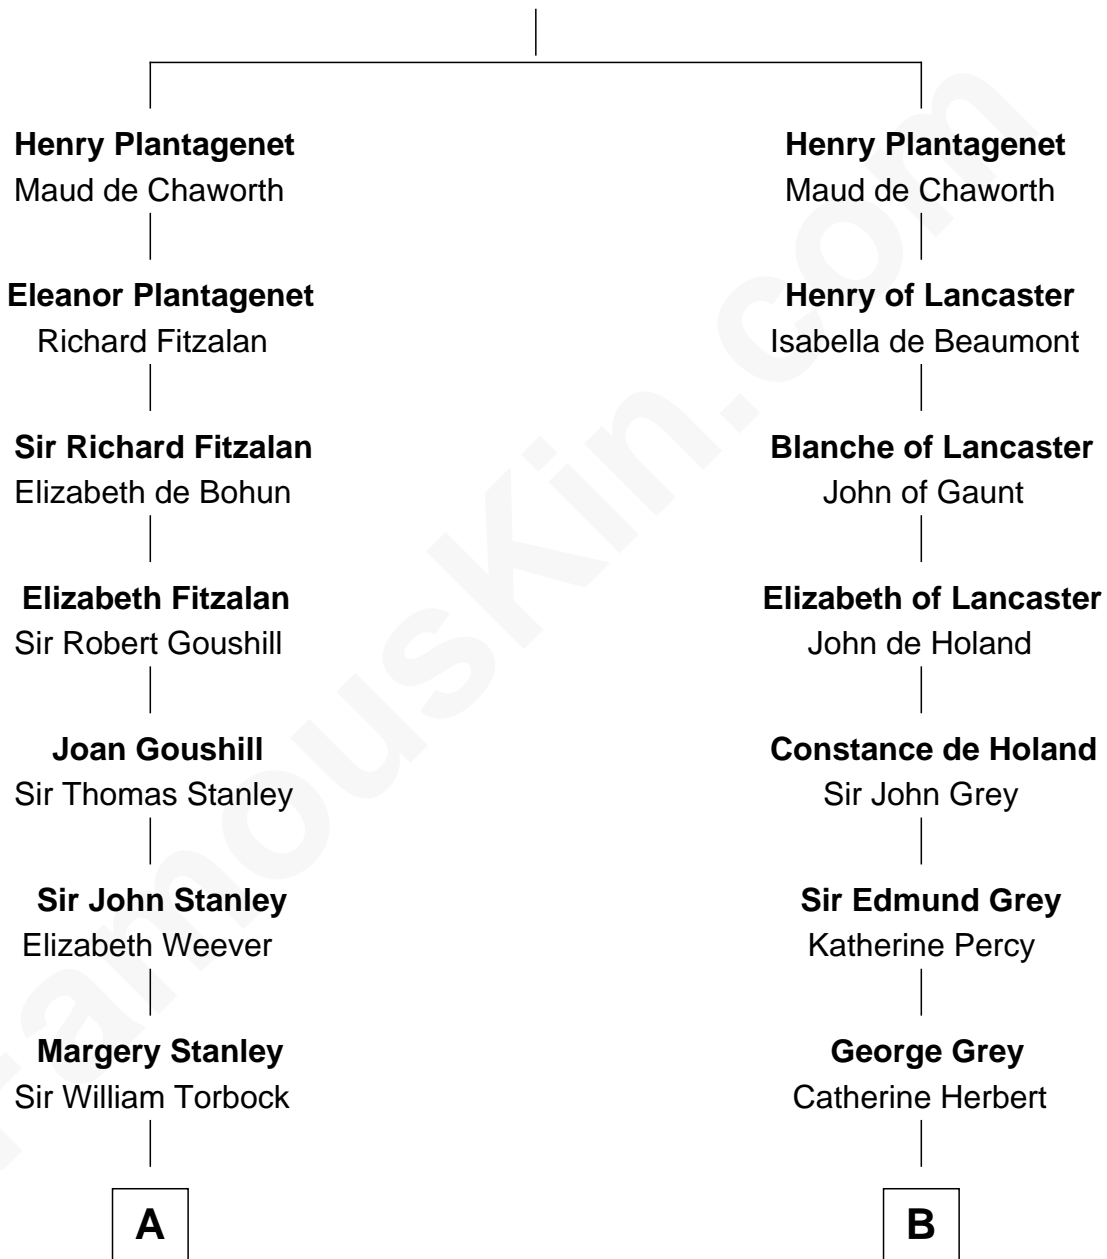 Henry Plantagenet
Maud de Chaworth
Eleanor Plantagenet
Richard Fitzalan
Sir Richard Fitzalan
Elizabeth de Bohun
Elizabeth Fitzalan
Sir Robert Goushill
Joan Goushill
Sir Thomas Stanley
Sir John Stanley
Elizabeth Weever
Margery Stanley
Sir William Torbock
A
Henry Plantagenet
Maud de Chaworth
Henry of Lancaster
Isabella de Beaumont
Blanche of Lancaster
John of Gaunt
Elizabeth of Lancaster
John de Holand
Constance de Holand
Sir John Grey
Sir Edmund Grey
Katherine Percy
George Grey
Catherine Herbert
B
FamousKin.com